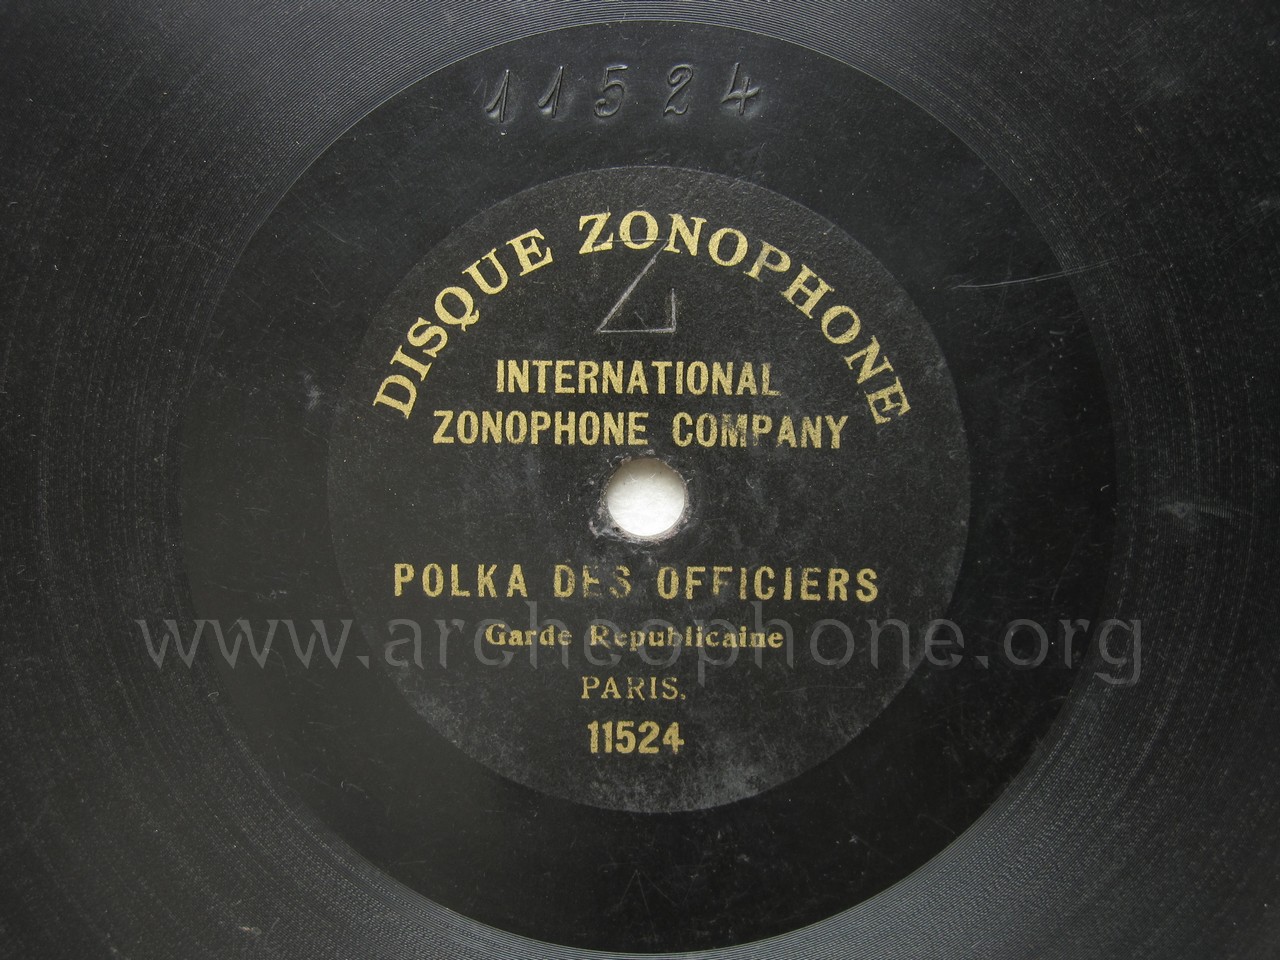 11524
DISQUE ZONOPHONE
INTERNATIONAL
ZONOPHONE COMPANY
POLKA DES OFFICIERS
Garde Republicaine
www.archeophone.org
PARIS.
11524